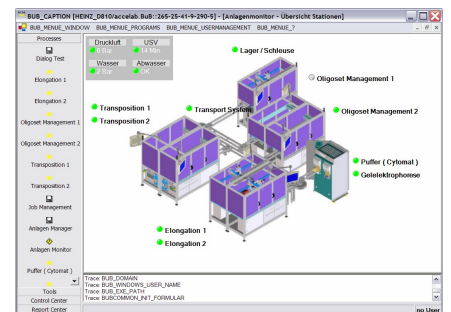 BUB_CAPTION [HEINZ_D810/accelab.BuB::265-25-41-9-290-5] - [Anlagenmonitor - Übersicht Stationen]
BUB_MENUE_WINDOW BUB_MENUE_PROGRAMS BUB_MENUE_USERMANAGEMENT BUB_MENUE_?
Processes
Dialog Test
Elongation 1
Elongation 2
Oligoset Management 1
Oligoset Management 2
Transposition 1
Transposition 2
Job Management
Anlagen Manager
Anlagen Monitor
Puffer ( Cytomat )
Tools
Control Center
Report Center
Druckluft USV
6 Bar 14 Min
Wasser Abwasser
2 Bar OK
Lager / Schleuse
Oligoset Management 1
Transposition 1
Transport System
Oligoset Management 2
Transposition 2
Puffer ( Cytomat )
Gelelektrophorese
Elongation 1
Elongation 2
Trace: BUB_DOMAIN
Trace: BUB_WINDOWS_USER_NAME
Trace: BUB_EXE_PATH
Trace: BUBCOMMON_INIT_FORMULAR
no User